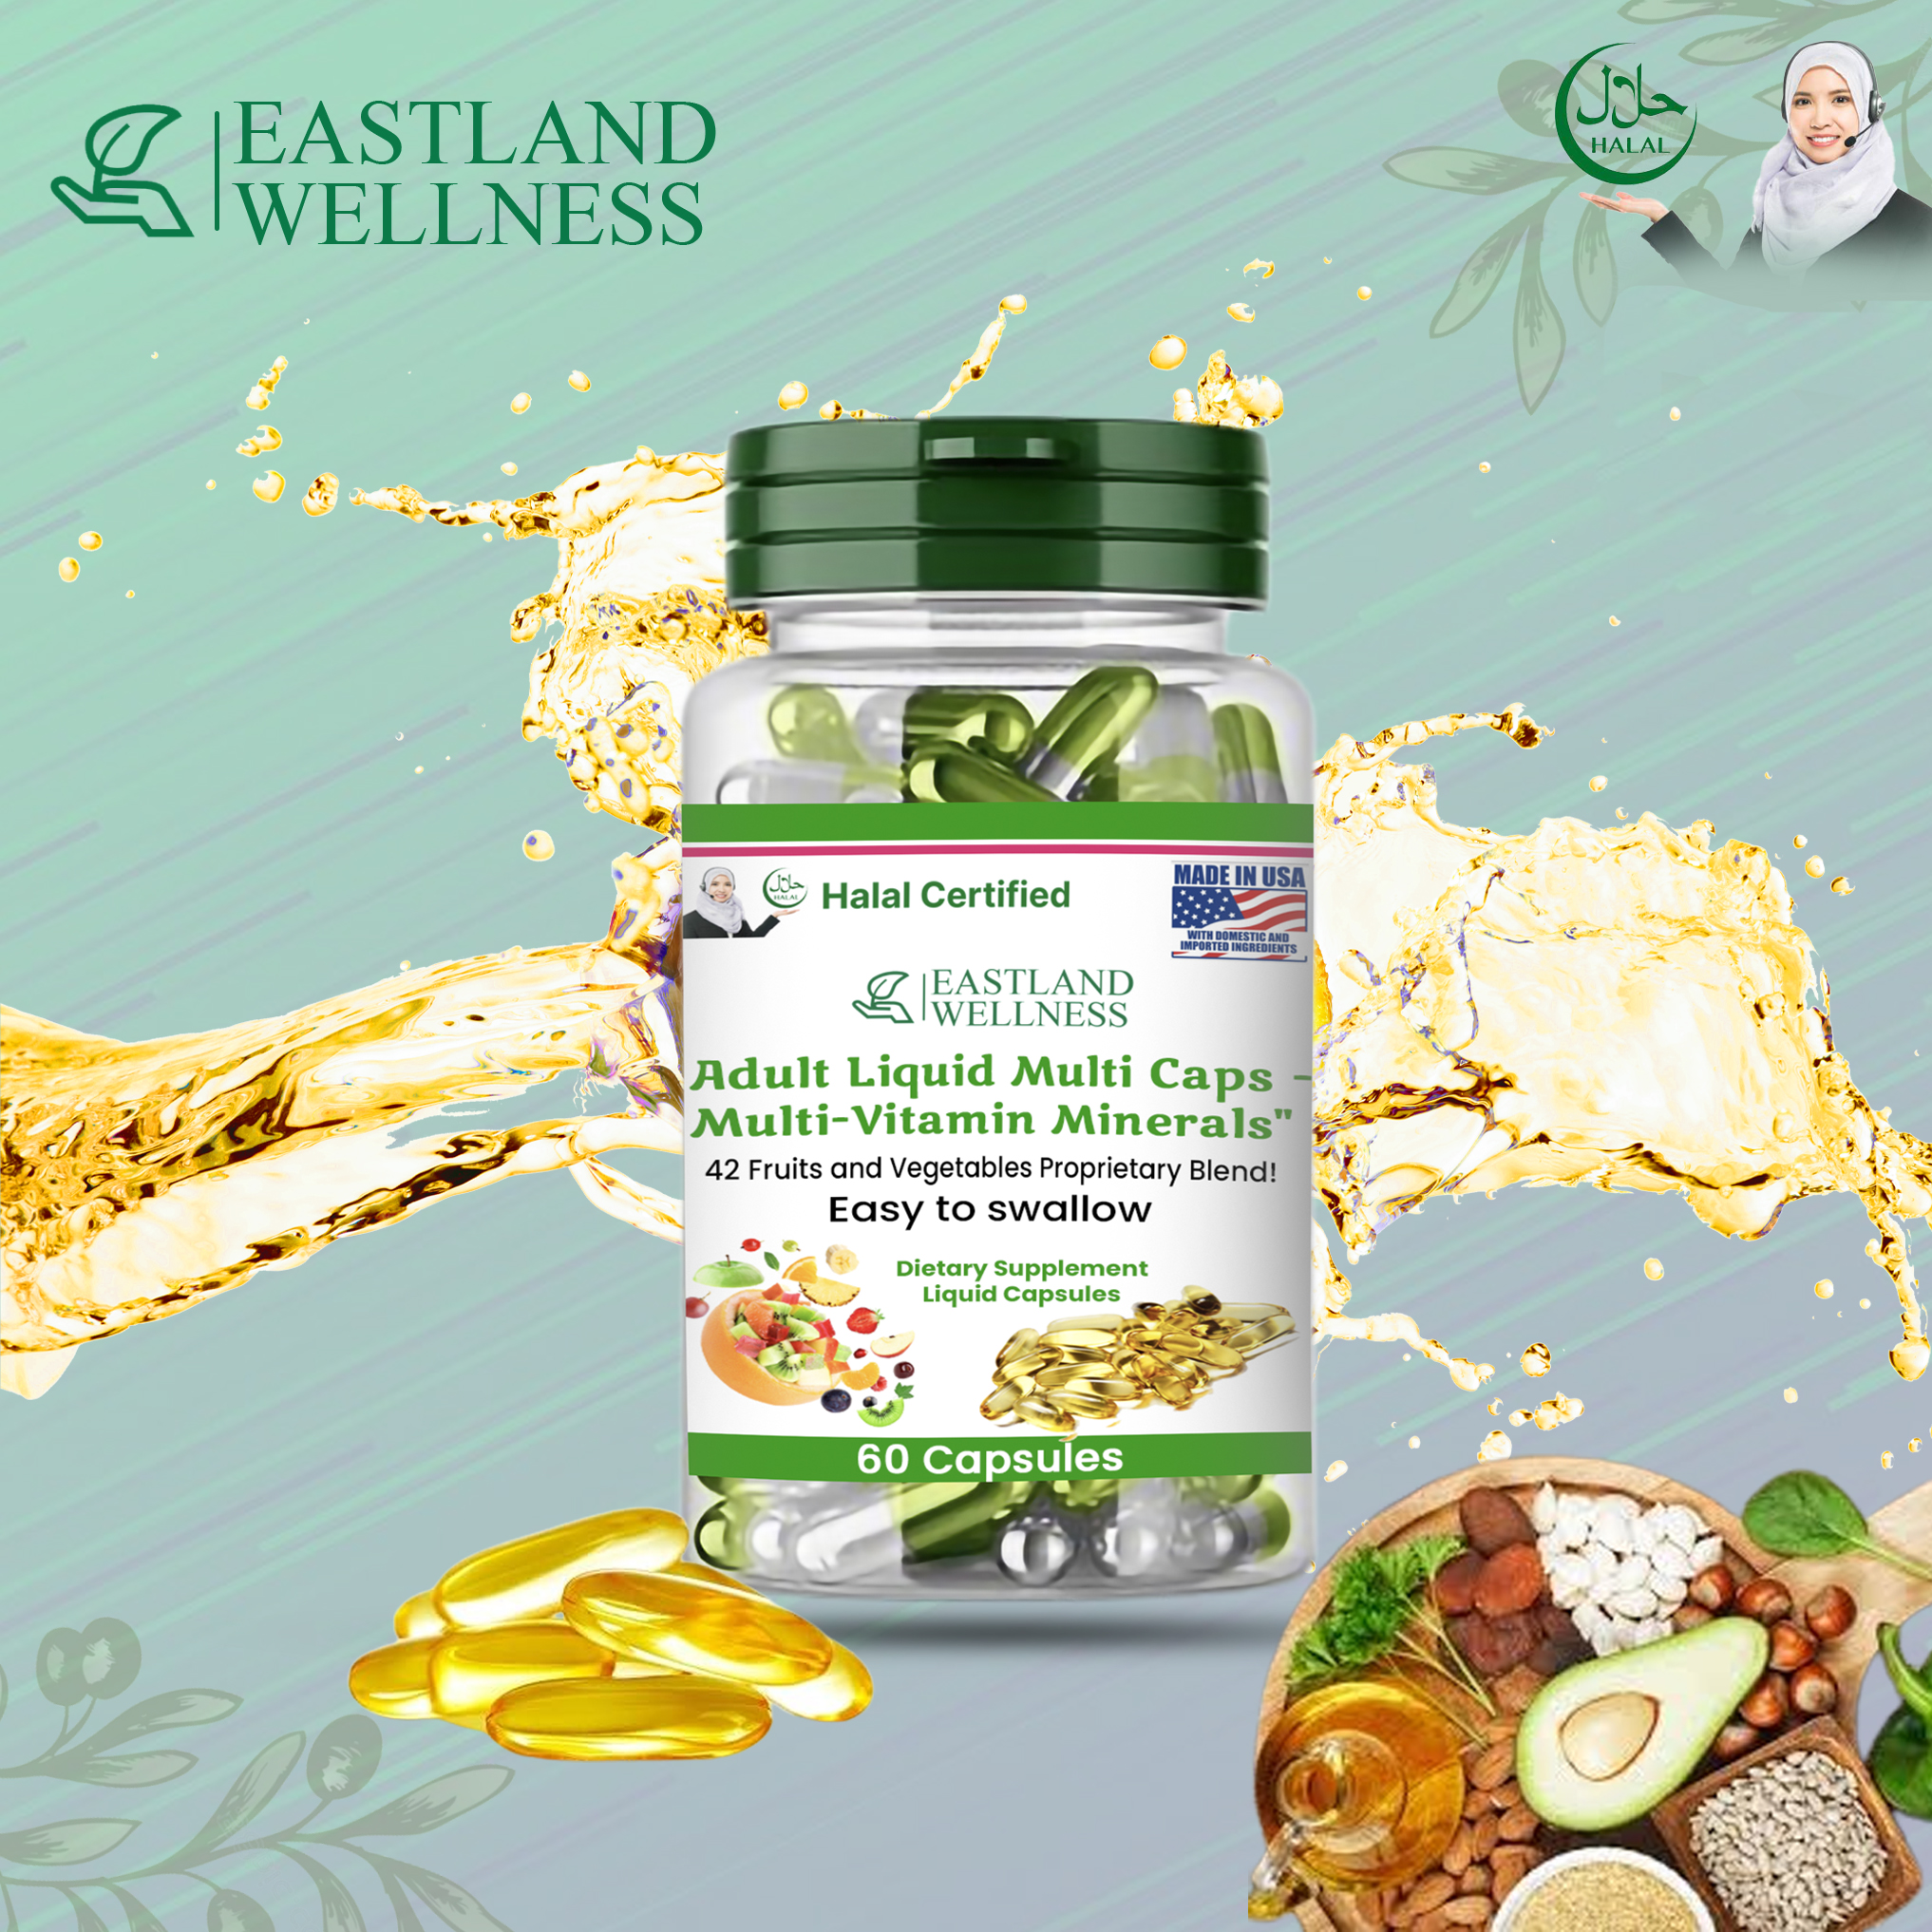 EASTLAND
WELLNESS
حلال
HALAL
حلال
HALAL
Halal Certified
MADE IN USA
WITH DOMESTIC AND
IMPORTED INGREDIENTS
EASTLAND
WELLNESS
Adult Liquid Multi Caps -
Multi-Vitamin Minerals"
42 Fruits and Vegetables Proprietary Blend!
Easy to swallow
Dietary Supplement
Liquid Capsules
60 Capsules